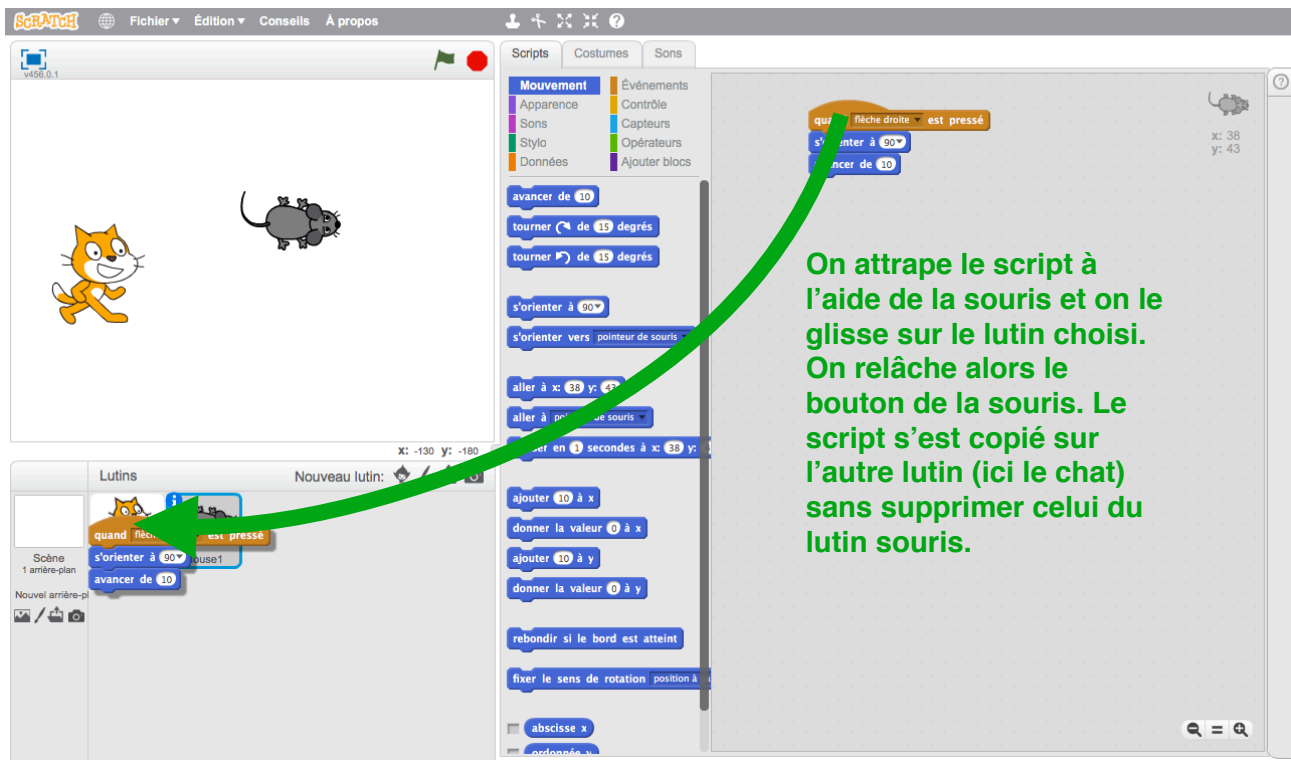 SCRATCH Fichier Édition Conseils À propos
v456.0.1
Scripts Costumes Sons
Mouvement Événements
Apparence Contrôle
Sons Capteurs
Stylo Opérateurs
Données Ajouter blocs
avancer de 10
tourner de 15 degrés
tourner de 15 degrés
s'orienter à 90
s'orienter vers pointeur de souris
aller à x: 38 y: 43
aller à de souris
en 1 secondes à x: 38 y:
ajouter 10 à x
donner la valeur 0 à x
ajouter 10 à y
donner la valeur 0 à y
rebondir si le bord est atteint
fixer le sens de rotation position à
abscisse x
ordonnée y
flèche droite est pressé
s'orienter à 90
avancer de 10
x: 38
y: 43
On attrape le script à
l'aide de la souris et on le
glisse sur le lutin choisi.
On relâche alors le
bouton de la souris. Le
script s'est copié sur
l'autre lutin (ici le chat)
sans supprimer celui du
lutin souris.
X: -130 y: -180
Lutins Nouveau lutin:
Scène
1 arrière-plan
Nouvel arrière-pl
quand est pressé
s'orienter à 90
avancer de 10
ouse1